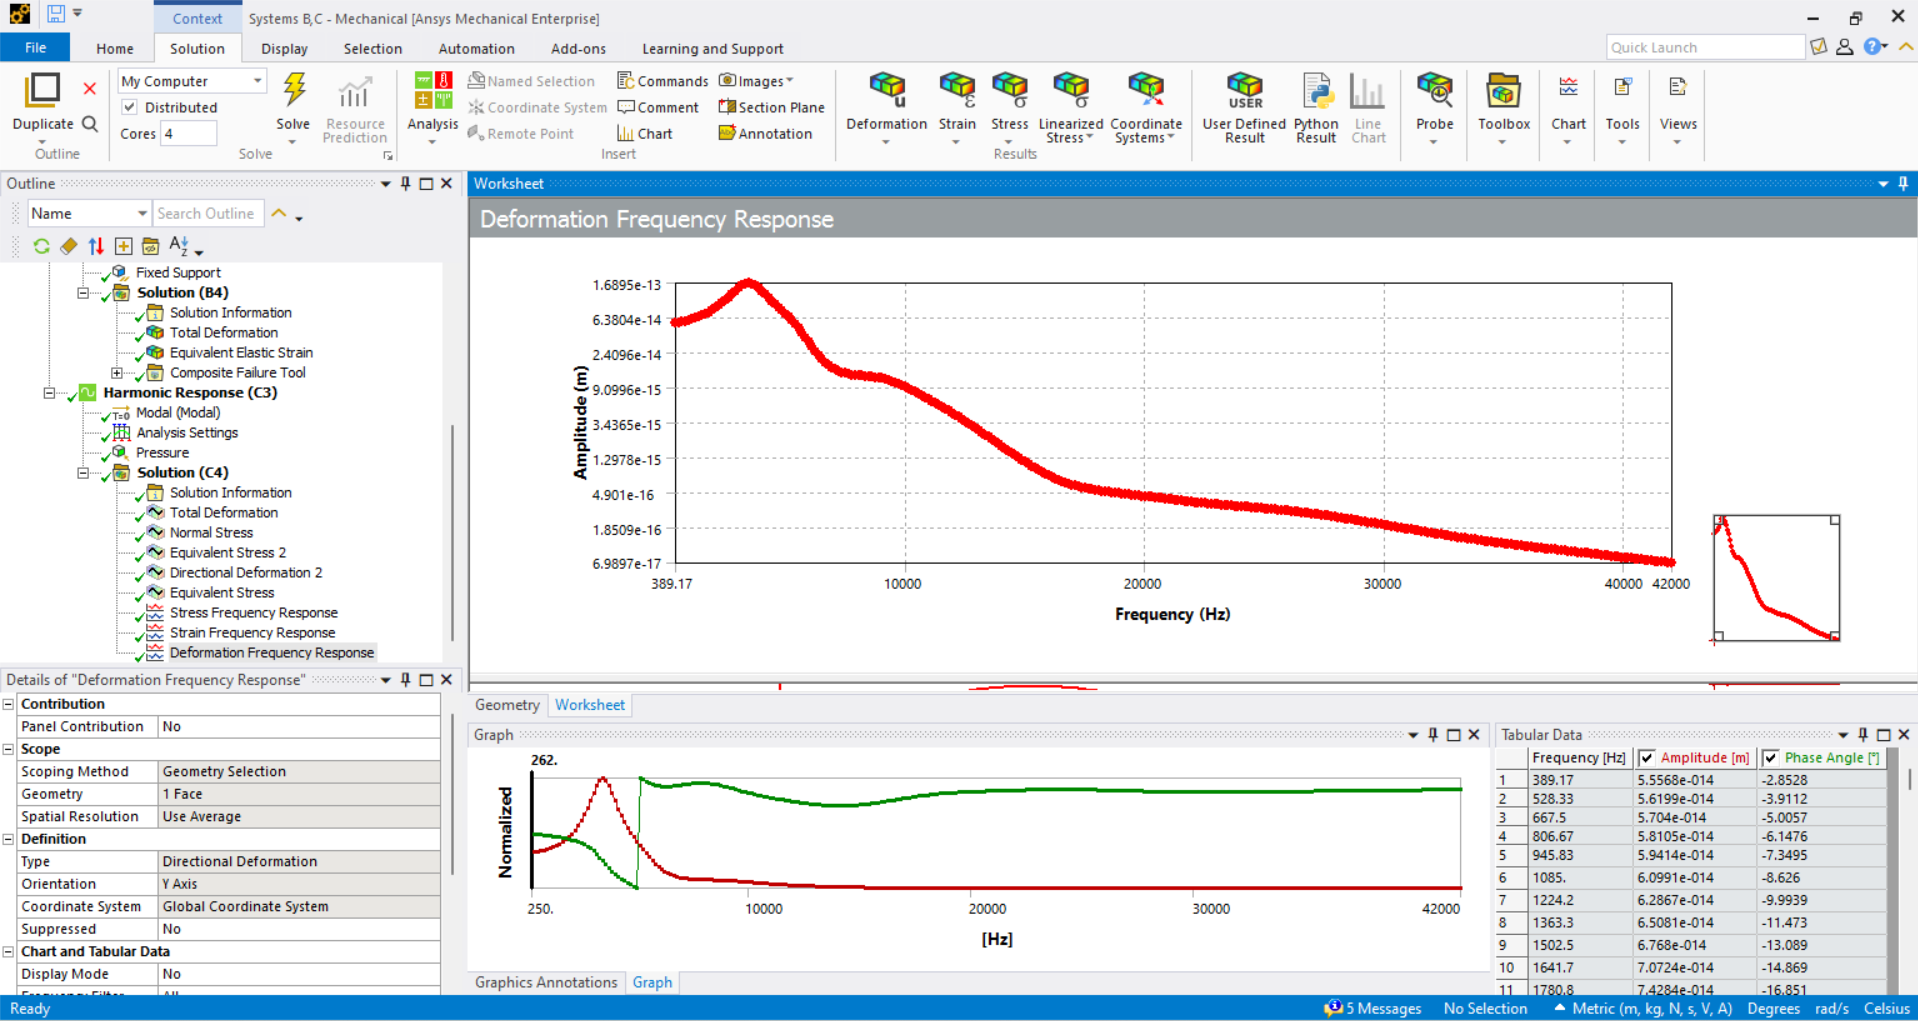 Context
Systems B,C - Mechanical [Ansys Mechanical Enterprise]
File
Home
Solution
Display
Selection
Automation
Add-ons
Learning and Support
Quick Launch
Duplicate
Outline
My Computer
Distributed
Cores 4
Solve
Resource Prediction
Solve
Analysis
Named Selection
Coordinate System
Remote Point
Commands
Comment
Chart
Images
Section Plane
Annotation
Insert
Deformation
Strain
Stress
Linearized Stress
Coordinate Systems
Results
USER
User Defined Result
Python Result
Line Chart
Probe
Toolbox
Chart
Tools
Views
Outline
Name
Search Outline
Fixed Support
Solution (B4)
Solution Information
Total Deformation
Equivalent Elastic Strain
Composite Failure Tool
Harmonic Response (C3)
Modal (Modal)
Analysis Settings
Pressure
Solution (C4)
Solution Information
Total Deformation
Normal Stress
Equivalent Stress 2
Directional Deformation 2
Equivalent Stress
Stress Frequency Response
Strain Frequency Response
Deformation Frequency Response
Details of "Deformation Frequency Response"
Contribution
Panel Contribution No
Scope
Scoping Method Geometry Selection
Geometry 1 Face
Spatial Resolution Use Average
Definition
Type Directional Deformation
Orientation Y Axis
Coordinate System Global Coordinate System
Suppressed No
Chart and Tabular Data
Display Mode No
Worksheet
Deformation Frequency Response
Amplitude (m)
1.6895e-13
6.3804e-14
2.4096e-14
9.0996e-15
3.4365e-15
1.2978e-15
4.901e-16
1.8509e-16
6.9897e-17
389.17 10000 20000 30000 40000 42000
Frequency (Hz)
Geometry Worksheet
Graph
262.
Normalized
250. 10000 20000 30000 42000
[Hz]
Graphics Annotations Graph
Tabular Data
Frequency [Hz] Amplitude [m] Phase Angle [°]
1 389.17 5.5568e-014 -2.8528
2 528.33 5.6199e-014 -3.9112
3 667.5 5.704e-014 -5.0057
4 806.67 5.8105e-014 -6.1476
5 945.83 5.9414e-014 -7.3495
6 1085. 6.0991e-014 -8.626
7 1224.2 6.2867e-014 -9.9939
8 1363.3 6.5081e-014 -11.473
9 1502.5 6.768e-014 -13.089
10 1641.7 7.0724e-014 -14.869
11 1780.8 7.4284e-014 -16.851
Ready
5 Messages
No Selection
Metric (m, kg, N, s, V, A)
Degrees
rad/s
Celsius